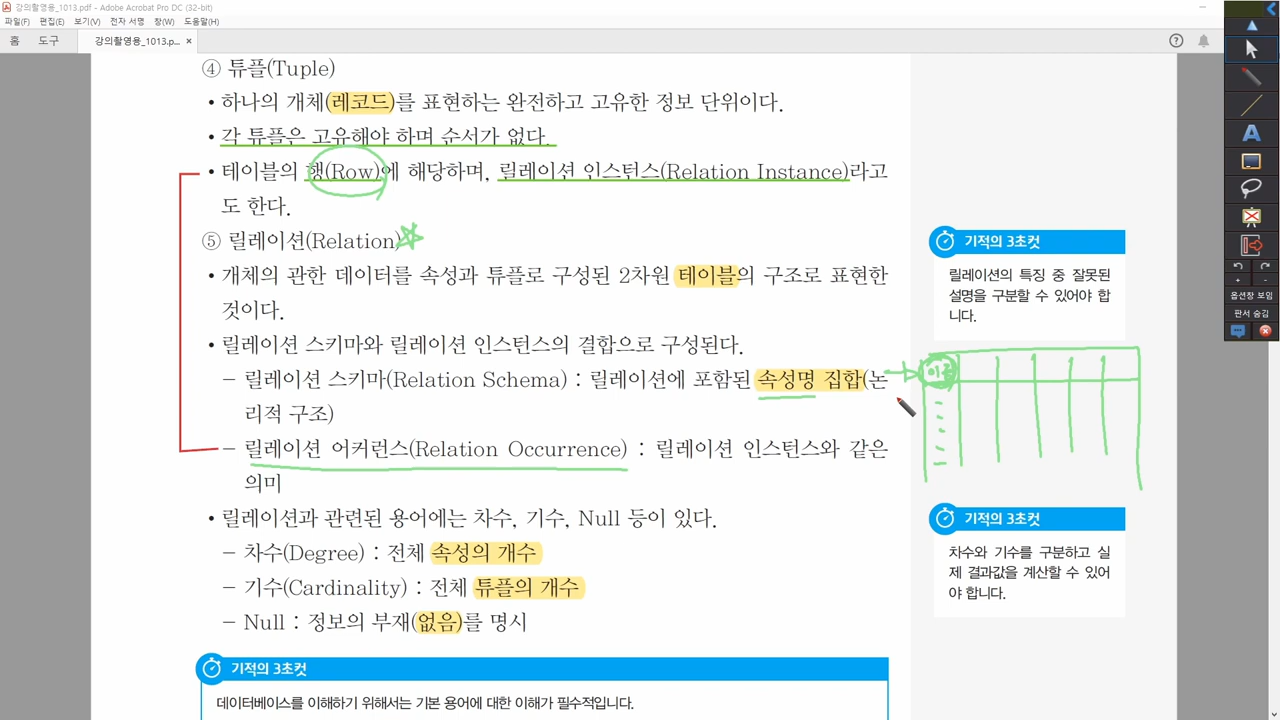 강의촬영용_1013.pdf - Adobe Acrobat Pro DC (32-bit)
파일(F) 편집(E) 보기(V) 전자 서명 창(W) 도움말(H)
홈 도구 강의촬영용_1013.p... ×
④ 튜플(Tuple)
• 하나의 개체(레코드)를 표현하는 완전하고 고유한 정보 단위이다.
• 각 튜플은 고유해야 하며 순서가 없다.
• 테이블의 행(Row)에 해당하며, 릴레이션 인스턴스(Relation Instance)라고
도 한다.
⑤ 릴레이션(Relation)
• 개체의 관한 데이터를 속성과 튜플로 구성된 2차원 테이블의 구조로 표현한
것이다.
• 릴레이션 스키마와 릴레이션 인스턴스의 결합으로 구성된다.
– 릴레이션 스키마(Relation Schema) : 릴레이션에 포함된 속성명 집합(논
리적 구조)
– 릴레이션 어커런스(Relation Occurrence) : 릴레이션 인스턴스와 같은
의미
• 릴레이션과 관련된 용어에는 차수, 기수, Null 등이 있다.
– 차수(Degree) : 전체 속성의 개수
– 기수(Cardinality) : 전체 튜플의 개수
– Null : 정보의 부재(없음)를 명시
기적의 3초컷
데이터베이스를 이해하기 위해서는 기본 용어에 대한 이해가 필수적입니다.
기적의 3초컷
릴레이션의 특징 중 잘못된
설명을 구분할 수 있어야 합
니다.
기적의 3초컷
차수와 기수를 구분하고 실
제 결과값을 계산할 수 있어
야 합니다.
A
+ -
옵션장 보임
판서 숨김